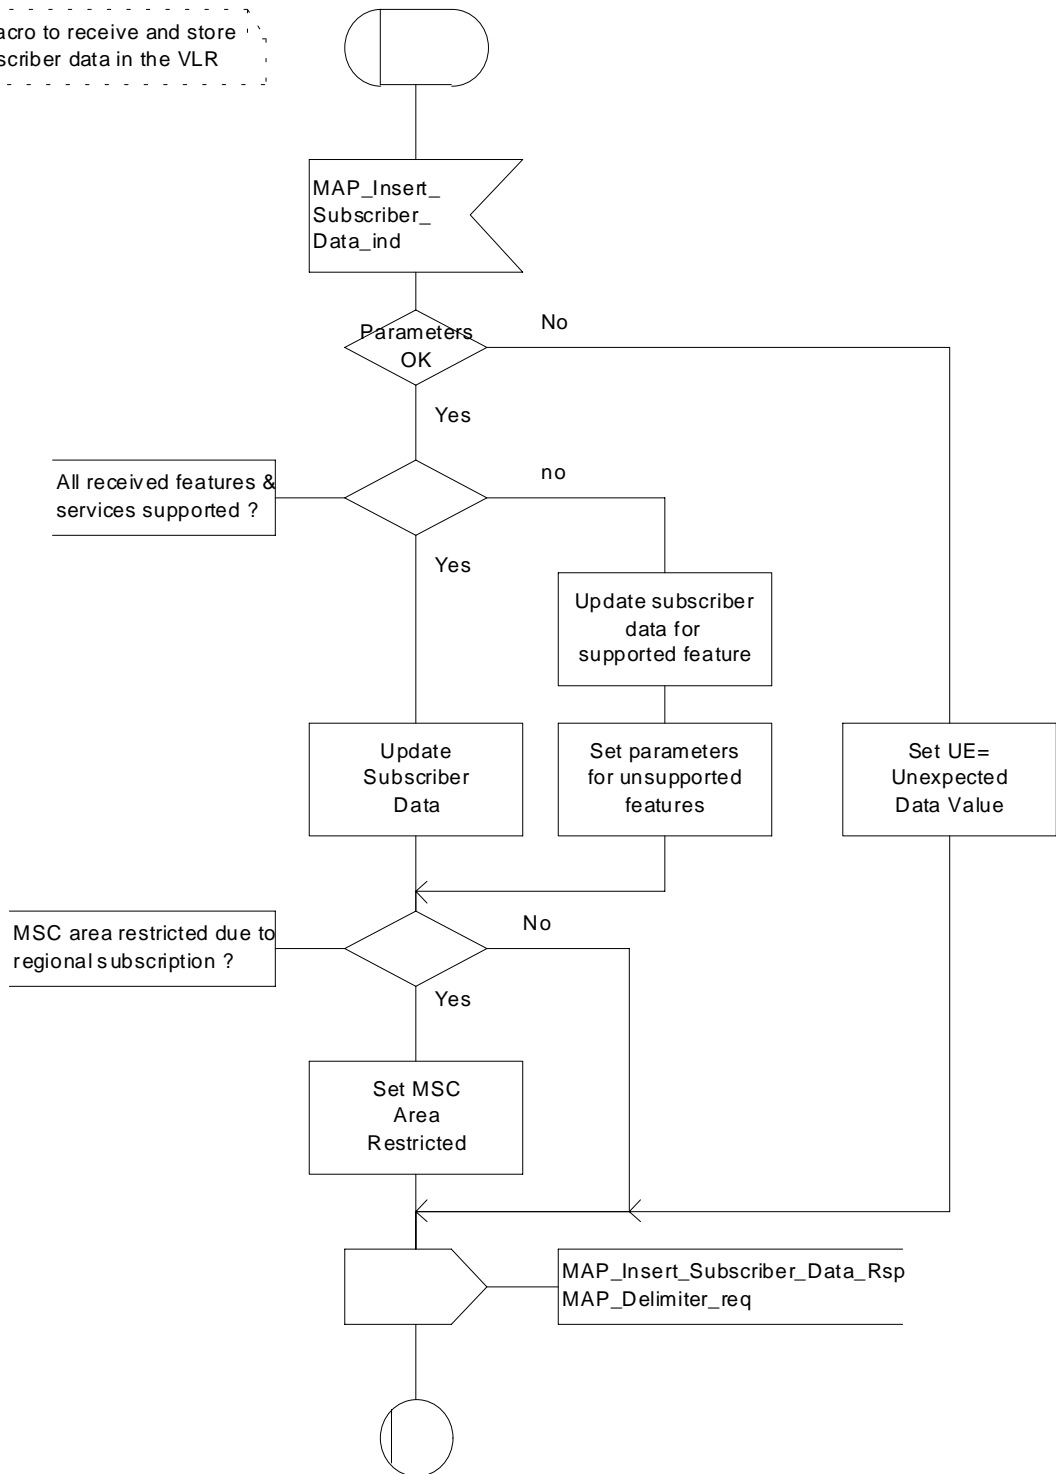 acro to receive and store
scriber data in the VLR
MAP_Insert_
Subscriber_
Data_ind
Parameters
OK
No
Yes
All received features &
services supported ?
no
Yes
Update subscriber
data for
supported feature
Update
Subscriber
Data
Set parameters
for unsupported
features
Set UE=
Unexpected
Data Value
MSC area restricted due to
regional subscription ?
No
Yes
Set MSC
Area
Restricted
MAP_Insert_Subscriber_Data_Rsp
MAP_Delimiter_req